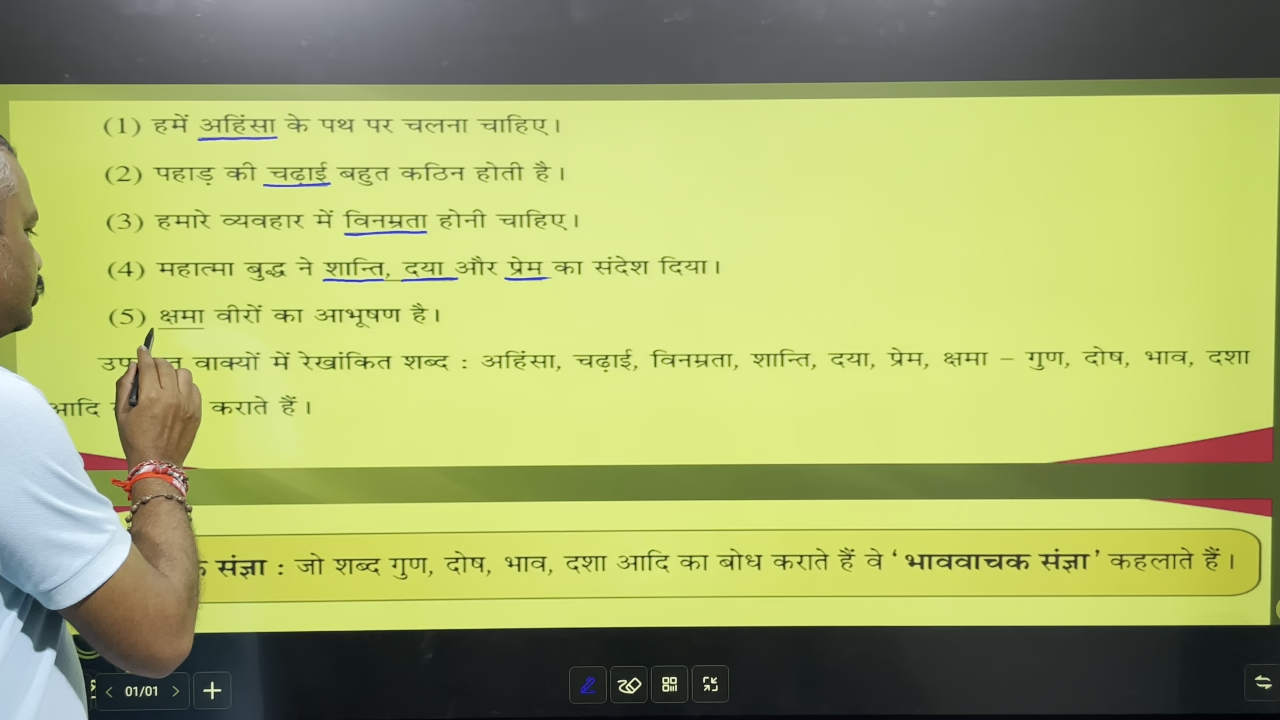 (1) हमें अहिंसा के पथ पर चलना चाहिए।
(2) पहाड़ की चढ़ाई बहुत कठिन होती है।
(3) हमारे व्यवहार में विनम्रता होनी चाहिए।
(4) महात्मा बुद्ध ने शान्ति, दया और प्रेम का संदेश दिया।
(5) क्षमा वीरों का आभूषण है।
वाक्यों में रेखांकित शब्द : अहिंसा, चढ़ाई, विनम्रता, शान्ति, दया, प्रेम, क्षमा – गुण, दोष, भाव, दशा
आदि कराते हैं।
संज्ञा : जो शब्द गुण, दोष, भाव, दशा आदि का बोध कराते हैं वे ‘भाववाचक संज्ञा’ कहलाते हैं।
01/01